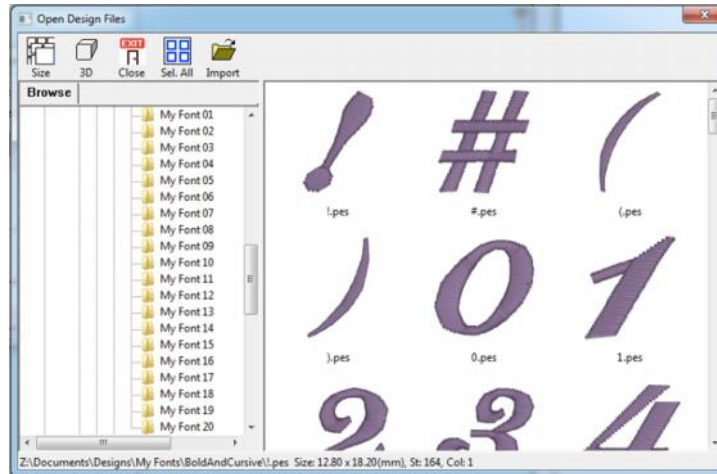 Open Design Files
Size 3D EXIT Close Sel. All Import
Browse
My Font 01
My Font 02
My Font 03
My Font 04
My Font 05
My Font 06
My Font 07
My Font 08
My Font 09
My Font 10
My Font 11
My Font 12
My Font 13
My Font 14
My Font 15
My Font 16
My Font 17
My Font 18
My Font 19
My Font 20
! # (
!.pes #.pes (.pes
) 0 1
).pes 0.pes 1.pes
2 3 4
Z:\Documents\Designs\My Fonts\BoldAndCursive\!.pes Size: 12.80 x 18.20(mm), St: 164, Col: 1